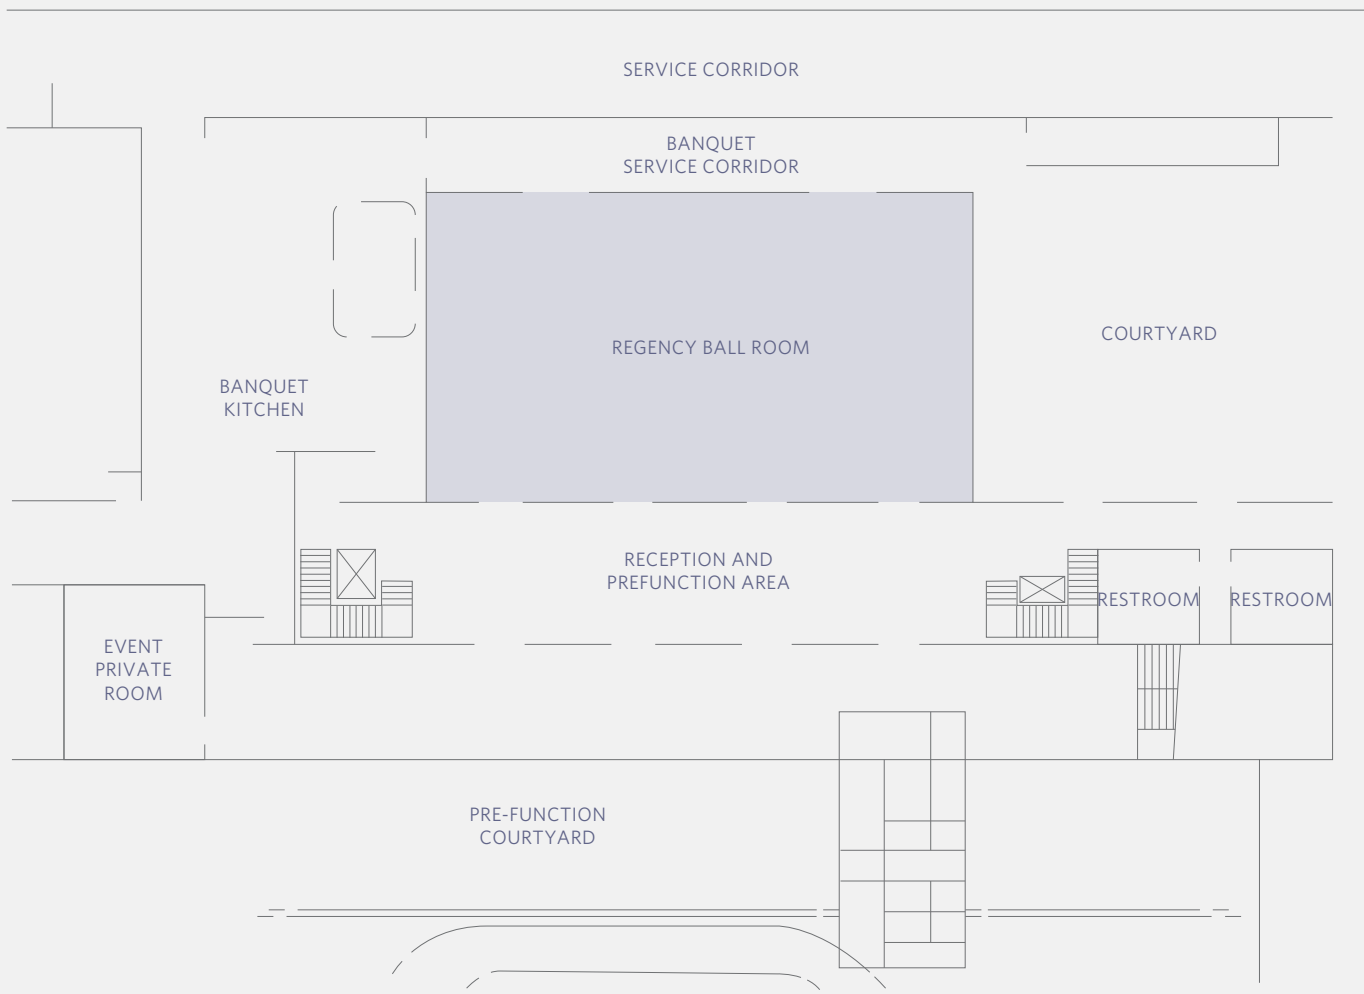 SERVICE CORRIDOR
BANQUET
SERVICE CORRIDOR
REGENCY BALL ROOM
COURTYARD
BANQUET
KITCHEN
RECEPTION AND
PREFUNCTION AREA
RESTROOM
RESTROOM
EVENT
PRIVATE
ROOM
PRE-FUNCTION
COURTYARD